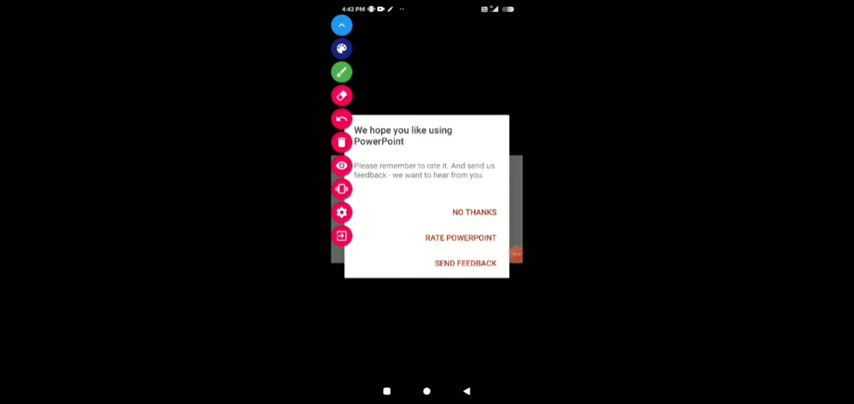 4:43 PM
We hope you like using
PowerPoint
Please remember to rate it. And send us
feedback - we want to hear from you.
NO THANKS
RATE POWERPOINT
SEND FEEDBACK